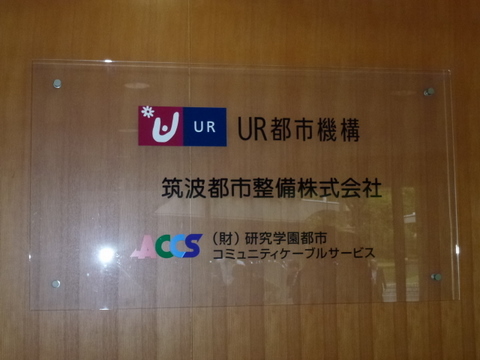 UR UR都市機構
筑波都市整備株式会社
ACCS (財)研究学園都市
コミュニティケーブルサービス